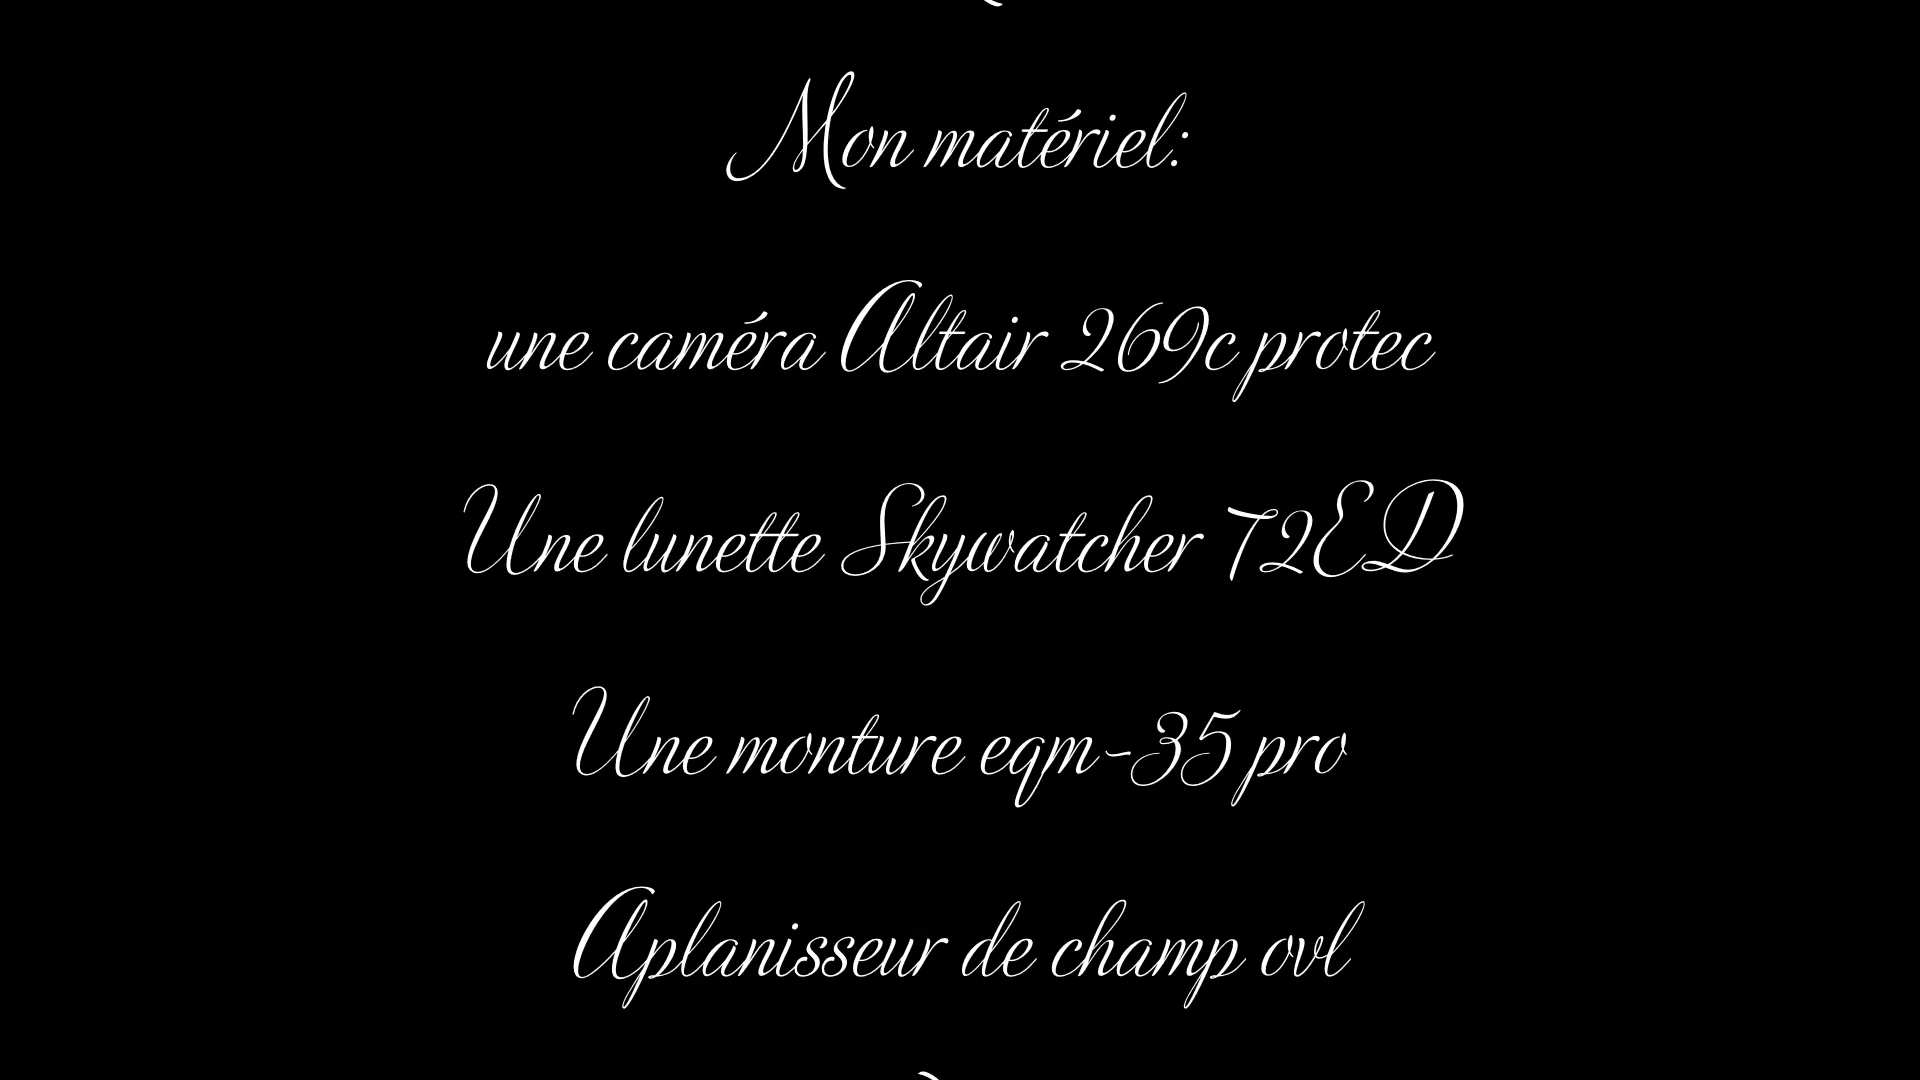 Mon matériel:
une caméra Altair 269c protec
Une lunette Skywatcher 72ED
Une monture eqm-35 pro
Aplanisseur de champ ovl